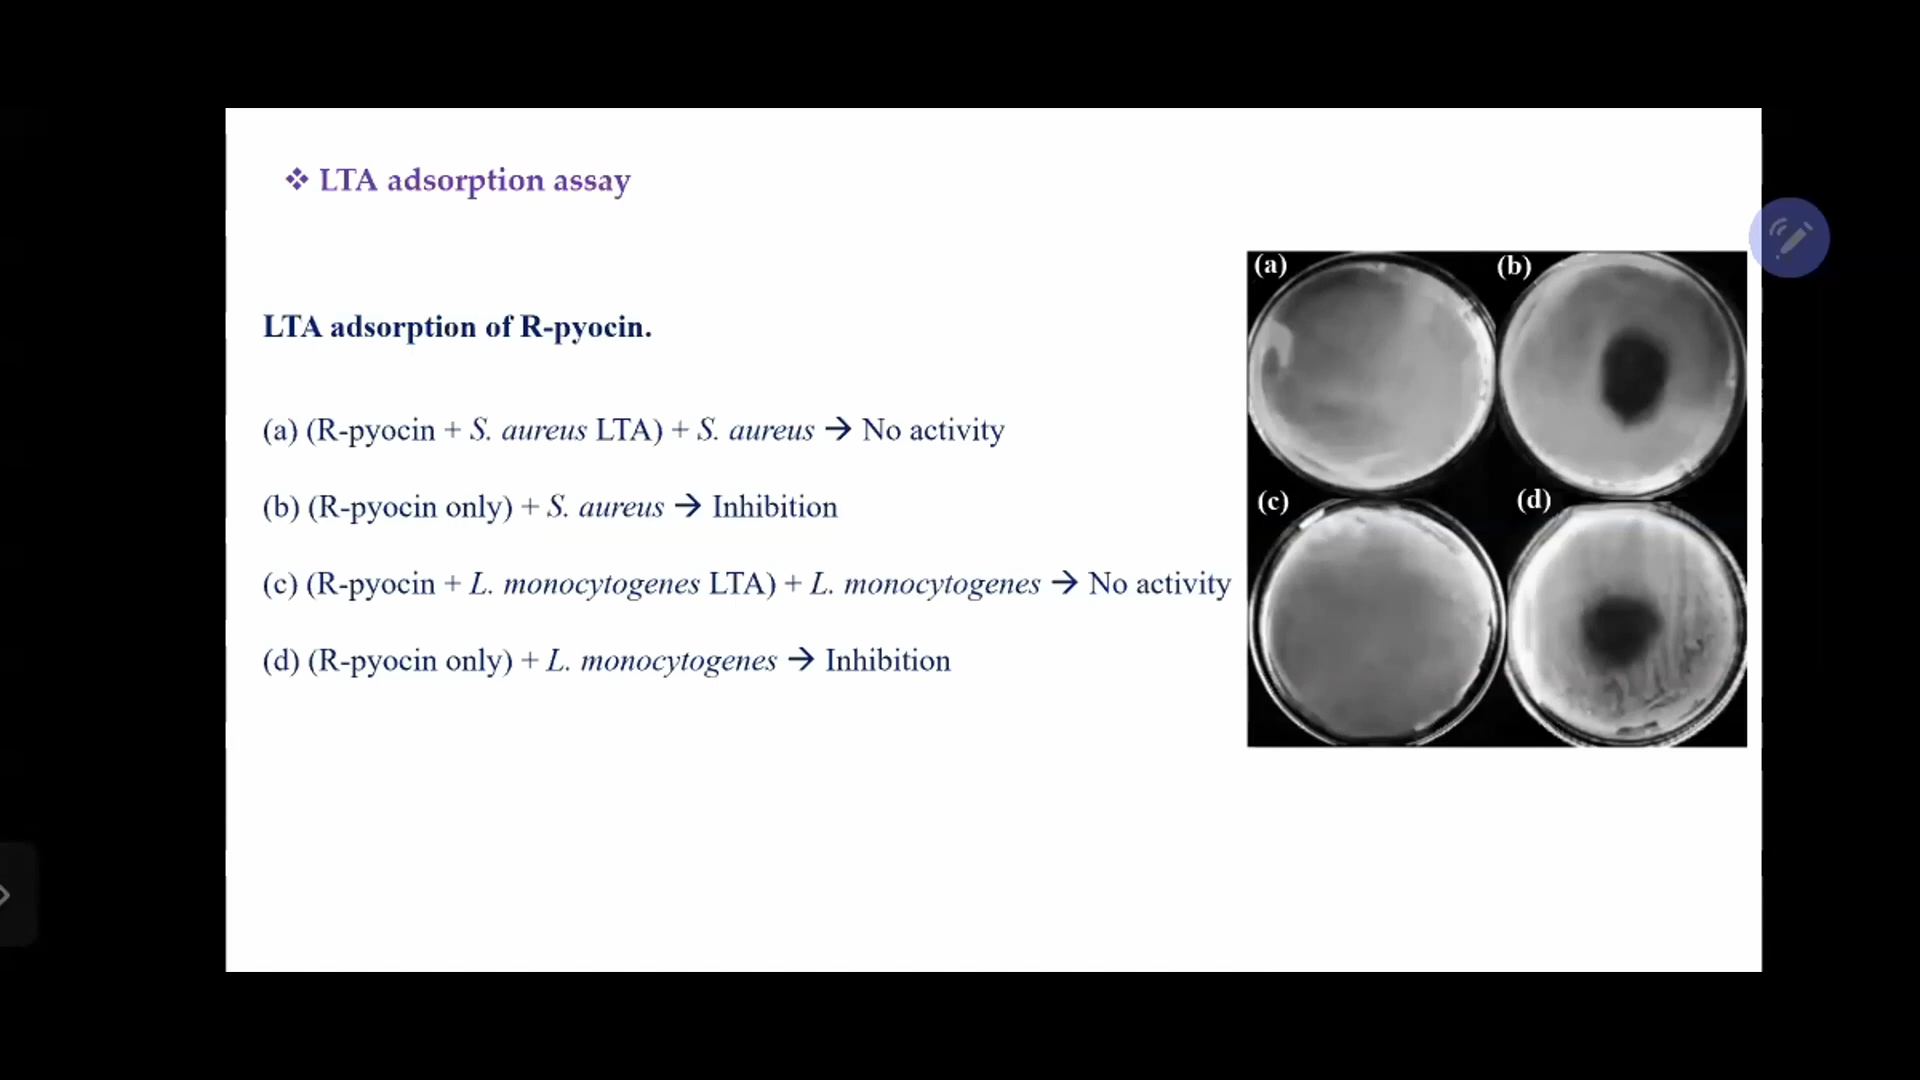 ❖ LTA adsorption assay
LTA adsorption of R-pyocin.
(a) (R-pyocin + S. aureus LTA) + S. aureus → No activity
(b) (R-pyocin only) + S. aureus → Inhibition
(c) (R-pyocin + L. monocytogenes LTA) + L. monocytogenes → No activity
(d) (R-pyocin only) + L. monocytogenes → Inhibition
(a) (b)
(c) (d)